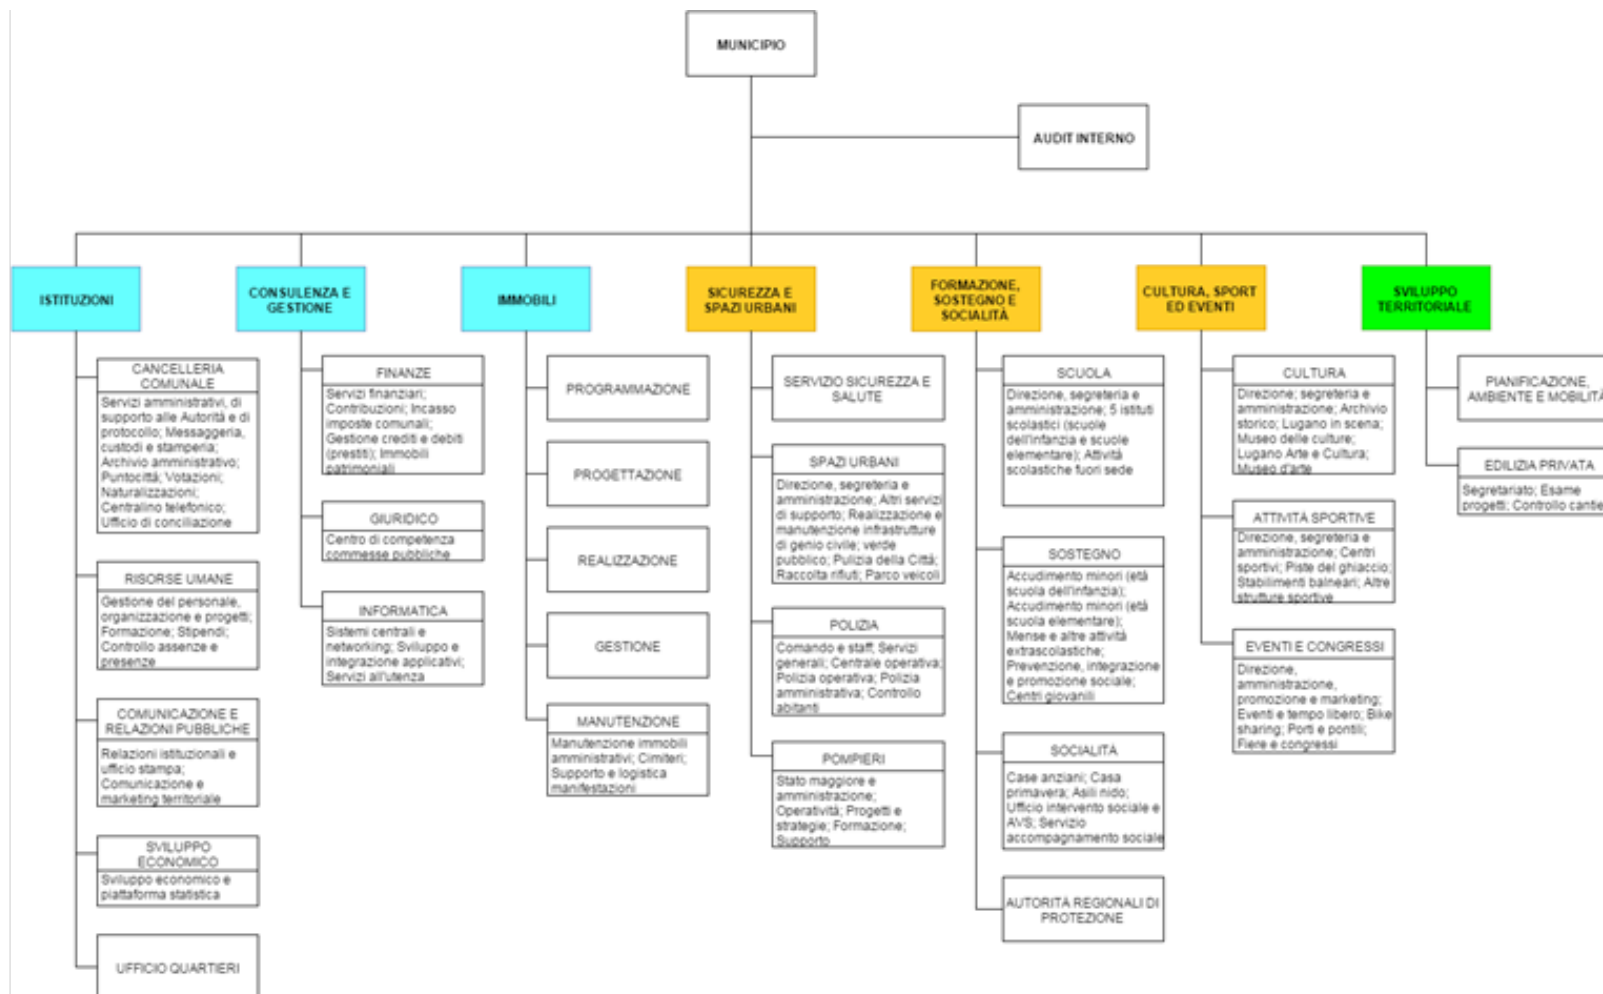 MUNICIPIO
AUDIT INTERNO
ISTITUZIONI
CONSULENZA E
GESTIONE
IMMOBILI
SICUREZZA E
SPAZI URBANI
FORMAZIONE,
SOSTEGNO E
SOCIALITÀ
CULTURA, SPORT
ED EVENTI
SVILUPPO
TERRITORIALE
CANCELLERIA
COMUNALE
Servizi amministrativi, di
supporto alle Autorità e di
protocollo; Messaggeria,
custodi e stamperia;
Archivio amministrativo;
Puntocittà; Votazioni;
Naturalizzazioni;
Centralino telefonico;
Ufficio di conciliazione
RISORSE UMANE
Gestione del personale,
organizzazione e progetti;
Formazione; Stipendi;
Controllo assenze e
presenze
COMUNICAZIONE E
RELAZIONI PUBBLICHE
Relazioni istituzionali e
ufficio stampa;
Comunicazione e
marketing territoriale
SVILUPPO
ECONOMICO
Sviluppo economico e
piattaforma statistica
UFFICIO QUARTIERI
FINANZE
Servizi finanziari;
Contribuzioni; Incasso
imposte comunali;
Gestione crediti e debiti
(prestiti); Immobili
patrimoniali
GIURIDICO
Centro di competenza
commesse pubbliche
INFORMATICA
Sistemi centrali e
networking; Sviluppo e
integrazione applicativi;
Servizi all'utenza
PROGRAMMAZIONE
PROGETTAZIONE
REALIZZAZIONE
GESTIONE
MANUTENZIONE
Manutenzione immobili
amministrativi; Cimiteri;
Supporto e logistica
manifestazioni
SERVIZIO SICUREZZA E
SALUTE
SPAZI URBANI
Direzione, segreteria e
amministrazione; Altri servizi
di supporto; Realizzazione e
manutenzione infrastrutture
di genio civile; verde
pubblico; Pulizia della Città;
Raccolta rifiuti; Parco veicoli
POLIZIA
Comando e staff; Servizi
generali; Centrale operativa;
Polizia operativa; Polizia
amministrativa; Controllo
abitanti
POMPIERI
Stato maggiore e
amministrazione;
Operatività; Progetti e
strategie; Formazione;
Supporto
SCUOLA
Direzione, segreteria e
amministrazione; 5 istituti
scolastici (scuole
dell'infanzia e scuole
elementare); Attività
scolastiche fuori sede
SOSTEGNO
Accudimento minori (età
scuola dell'infanzia);
Accudimento minori (età
scuola elementare);
Mense e altre attività
extrascolastiche;
Prevenzione, integrazione
e promozione sociale;
Centri giovanili
SOCIALITÀ
Case anziani; Casa
primavera; Asili nido;
Ufficio intervento sociale e
AVS; Servizio
accompagnamento sociale
AUTORITÀ REGIONALI DI
PROTEZIONE
CULTURA
Direzione; segreteria e
amministrazione; Archivio
storico; Lugano in scena;
Museo delle culture;
Lugano Arte e Cultura;
Museo d'arte
ATTIVITÀ SPORTIVE
Direzione, segreteria e
amministrazione; Centri
sportivi; Piste del ghiaccio;
Stabilimenti balneari; Altre
strutture sportive
EVENTI E CONGRESSI
Direzione,
amministrazione,
promozione e marketing;
Eventi e tempo libero; Bike
sharing; Porti e pontili;
Fiere e congressi
PIANIFICAZIONE,
AMBIENTE E MOBILITÀ
EDILIZIA PRIVATA
Segretariato; Esame
progetti; Controllo cantie